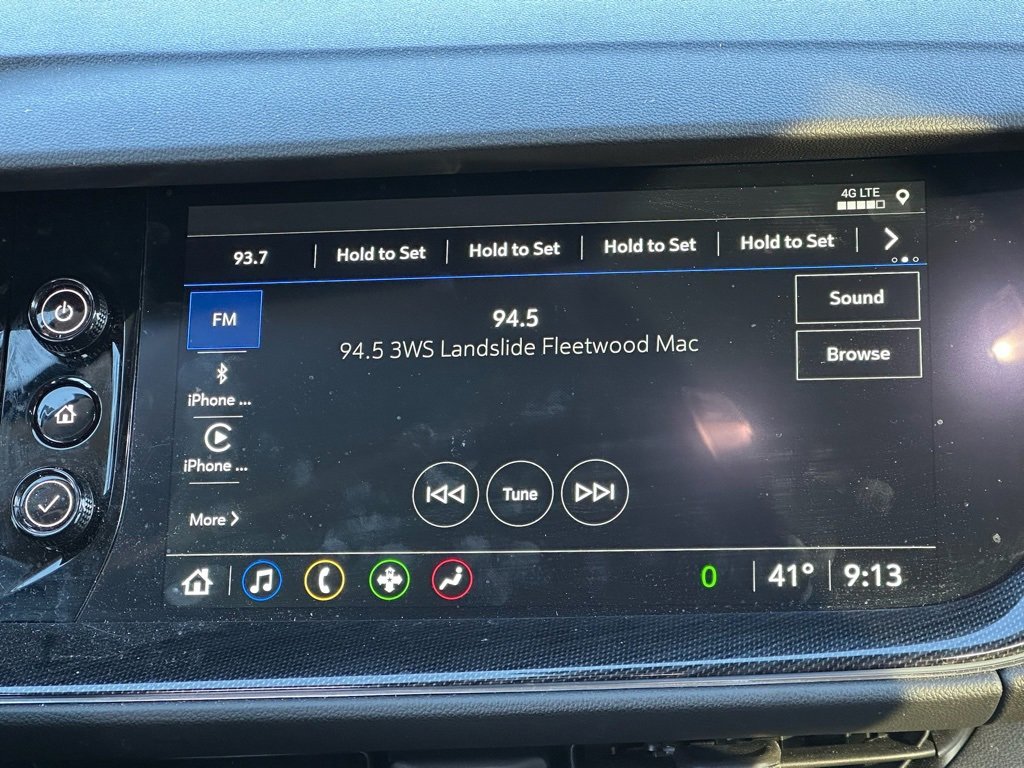 4G LTE
93.7
Hold to Set
Hold to Set
Hold to Set
Hold to Set
FM
94.5
94.5 3WS Landslide Fleetwood Mac
Sound
Browse
iPhone ...
iPhone ...
Tune
More
0
41°
9:13